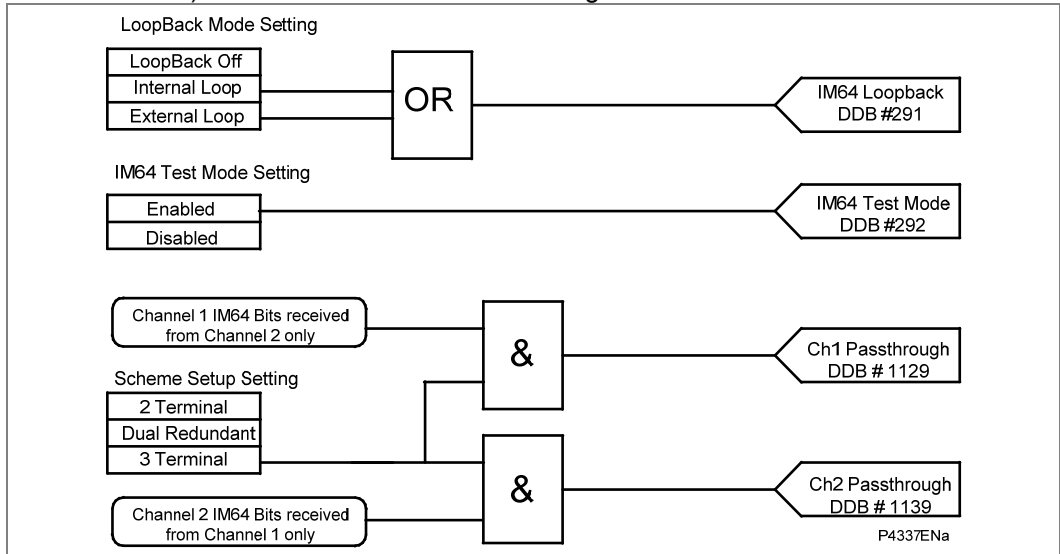 LoopBack Mode Setting
LoopBack Off
Internal Loop
External Loop
OR
IM64 Loopback
DDB #291
IM64 Test Mode Setting
Enabled
Disabled
IM64 Test Mode
DDB #292
Channel 1 IM64 Bits received
from Channel 2 only
&
Ch1 Passthrough
DDB # 1129
Scheme Setup Setting
2 Terminal
Dual Redundant
3 Terminal
&
Ch2 Passthrough
DDB # 1139
Channel 2 IM64 Bits received
from Channel 1 only
P4337ENa